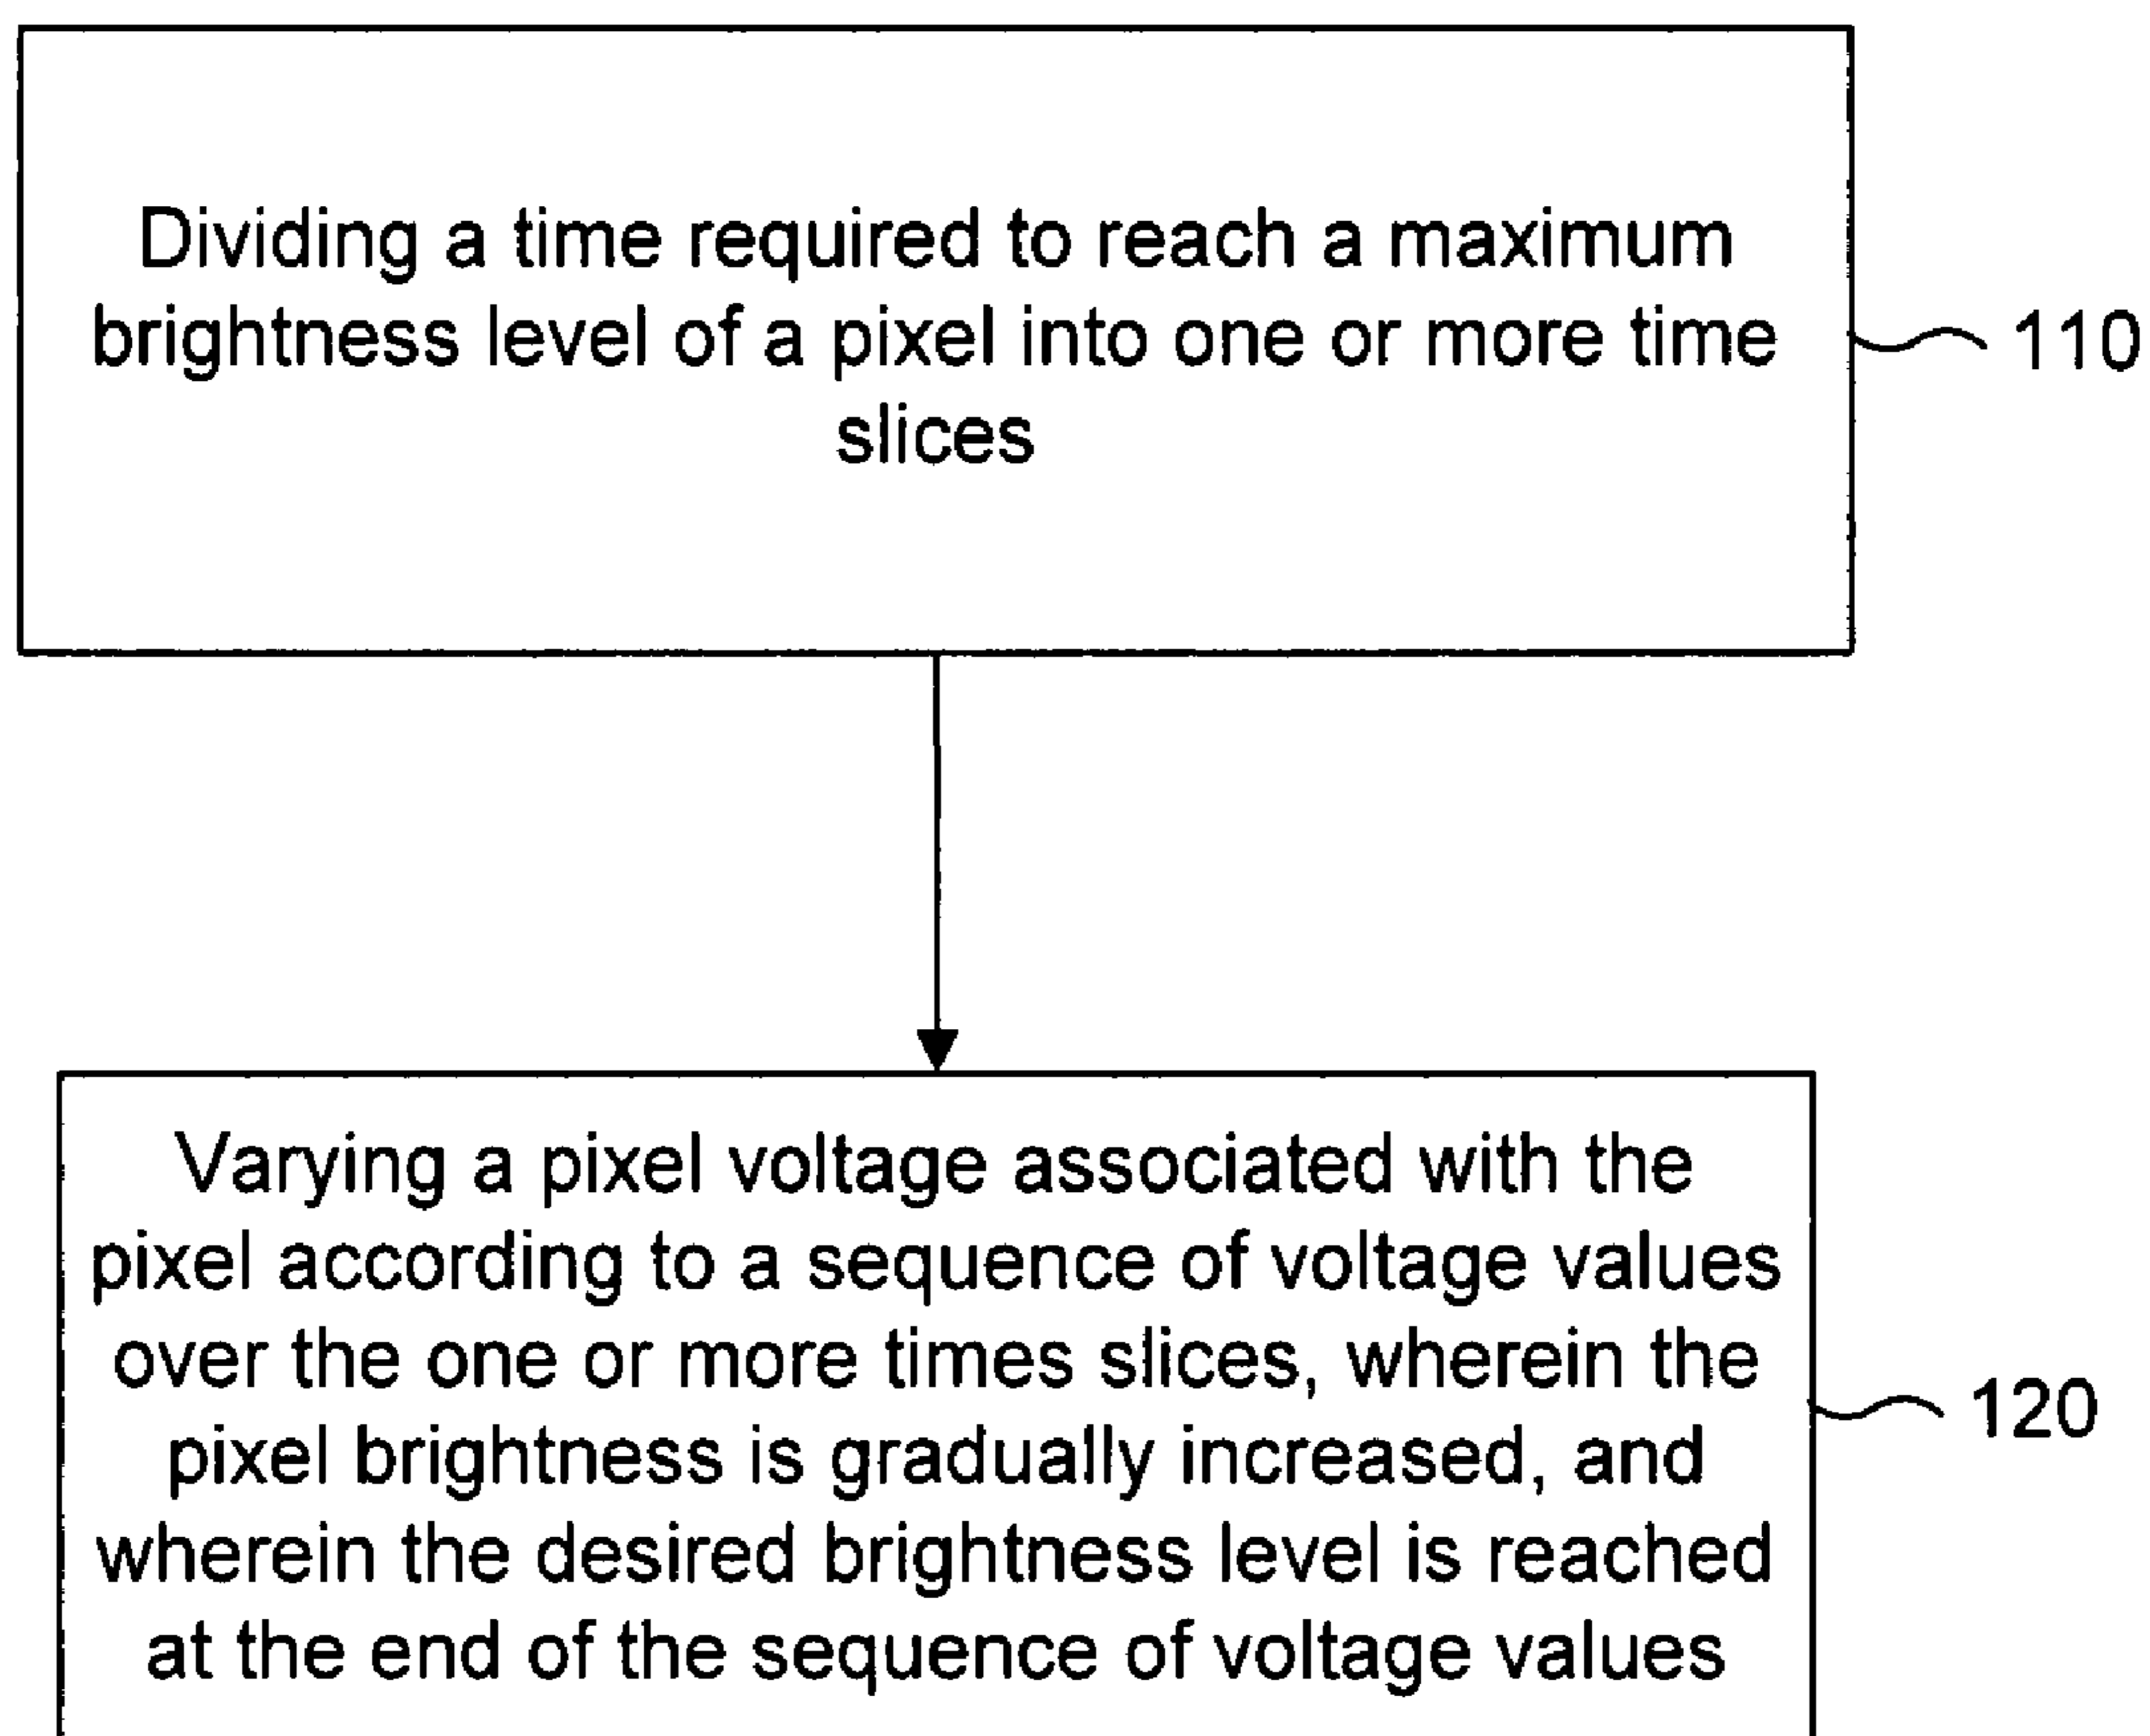 Dividing a time required to reach a maximum
brightness level of a pixel into one or more time
slices
110
Varying a pixel voltage associated with the
pixel according to a sequence of voltage values
over the one or more times slices, wherein the
pixel brightness is gradually increased, and
wherein the desired brightness level is reached
at the end of the sequence of voltage values
120